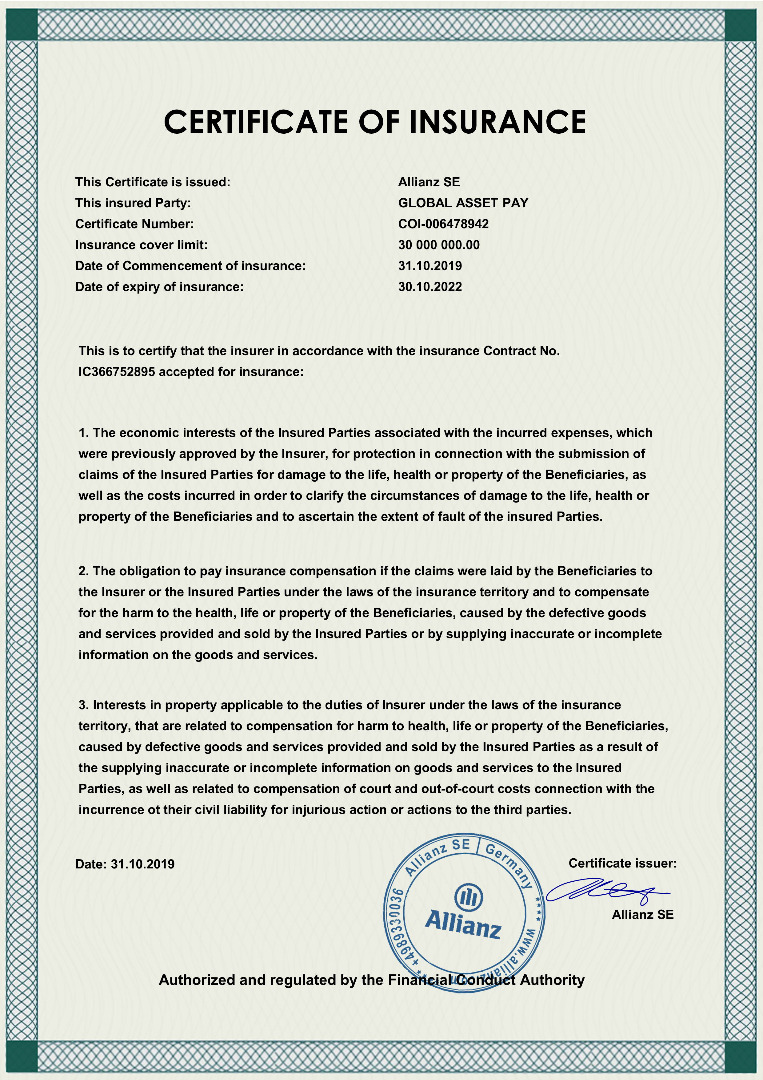 CERTIFICATE OF INSURANCE
This Certificate is issued: Allianz SE
This insured Party: GLOBAL ASSET PAY
Certificate Number: COI-006478942
Insurance cover limit: 30 000 000.00
Date of Commencement of insurance: 31.10.2019
Date of expiry of insurance: 30.10.2022
This is to certify that the insurer in accordance with the insurance Contract No.
IC366752895 accepted for insurance:
1. The economic interests of the Insured Parties associated with the incurred expenses, which
were previously approved by the Insurer, for protection in connection with the submission of
claims of the Insured Parties for damage to the life, health or property of the Beneficiaries, as
well as the costs incurred in order to clarify the circumstances of damage to the life, health or
property of the Beneficiaries and to ascertain the extent of fault of the insured Parties.
2. The obligation to pay insurance compensation if the claims were laid by the Beneficiaries to
the Insurer or the Insured Parties under the laws of the insurance territory and to compensate
for the harm to the health, life or property of the Beneficiaries, caused by the defective goods
and services provided and sold by the Insured Parties or by supplying inaccurate or incomplete
information on the goods and services.
3. Interests in property applicable to the duties of Insurer under the laws of the insurance
territory, that are related to compensation for harm to health, life or property of the Beneficiaries,
caused by defective goods and services provided and sold by the Insured Parties as a result of
the supplying inaccurate or incomplete information on goods and services to the Insured
Parties, as well as related to compensation of court and out-of-court costs connection with the
incurrence ot their civil liability for injurious action or actions to the third parties.
Date: 31.10.2019
Allianz SE | Germany **** www.allianz.com **** +4989330036
Allianz
Certificate issuer:
Allianz SE
Authorized and regulated by the Financial Conduct Authority